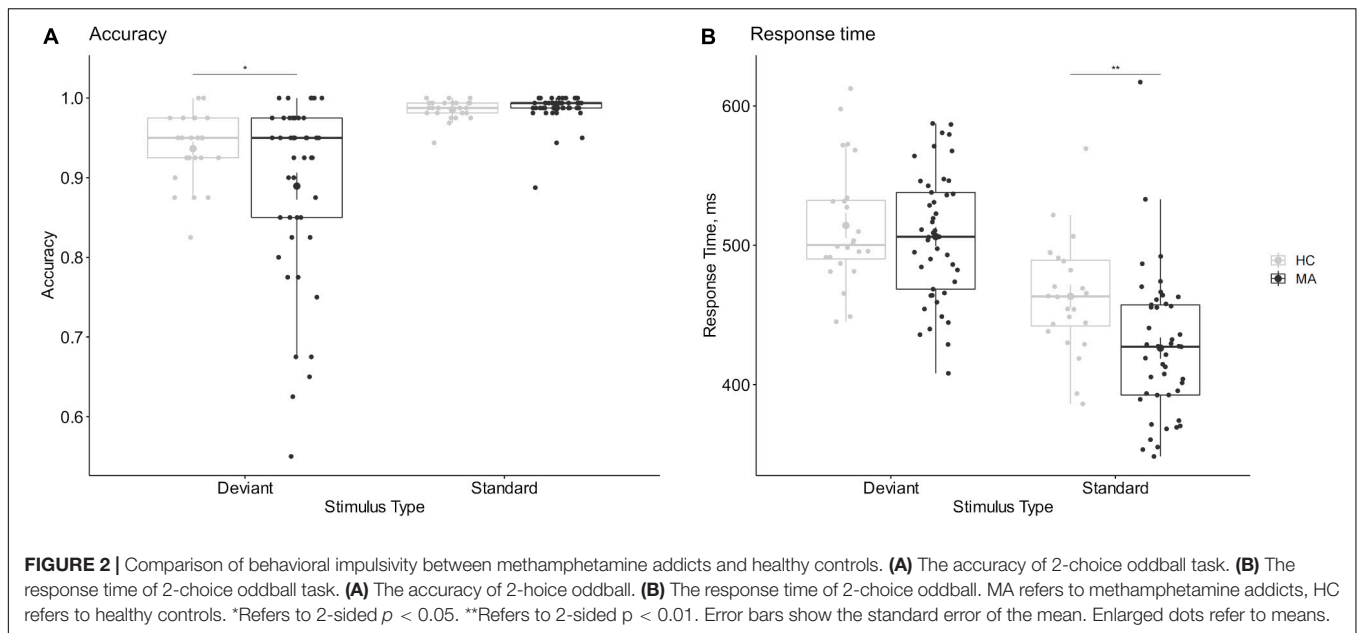 A Accuracy
*
1.0
0.9
0.8
0.7
0.6
Accuracy
Deviant Standard
Stimulus Type
B Response time
**
600
500
400
Response Time, ms
Deviant Standard
Stimulus Type
HC
MA
FIGURE 2 | Comparison of behavioral impulsivity between methamphetamine addicts and healthy controls. (A) The accuracy of 2-choice oddball task. (B) The
response time of 2-choice oddball task. (A) The accuracy of 2-hoice oddball. (B) The response time of 2-choice oddball. MA refers to methamphetamine addicts, HC
refers to healthy controls. *Refers to 2-sided p < 0.05. **Refers to 2-sided p < 0.01. Error bars show the standard error of the mean. Enlarged dots refer to means.